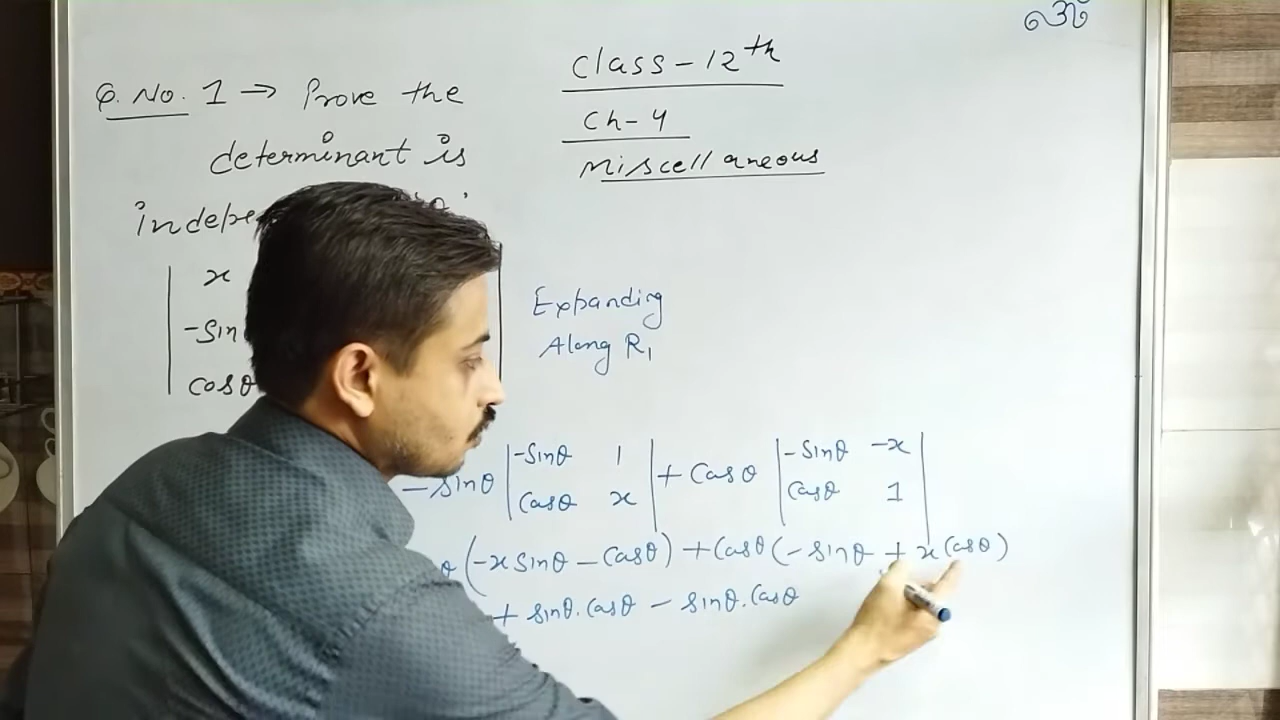 ॐ
Class-12th
Ch-4
Miscellaneous
Q. No. 1 → Prove the
determinant is
x
-Sin
Cosθ
Expanding
Along R₁
-Sinθ |-Sinθ 1| + Cosθ |-Sinθ -x|
|Cosθ x| |Cosθ 1|
θ(-x Sinθ - Cosθ) + Cosθ(-Sinθ + x Cosθ)
+ Sinθ.Cosθ - Sinθ.Cosθ